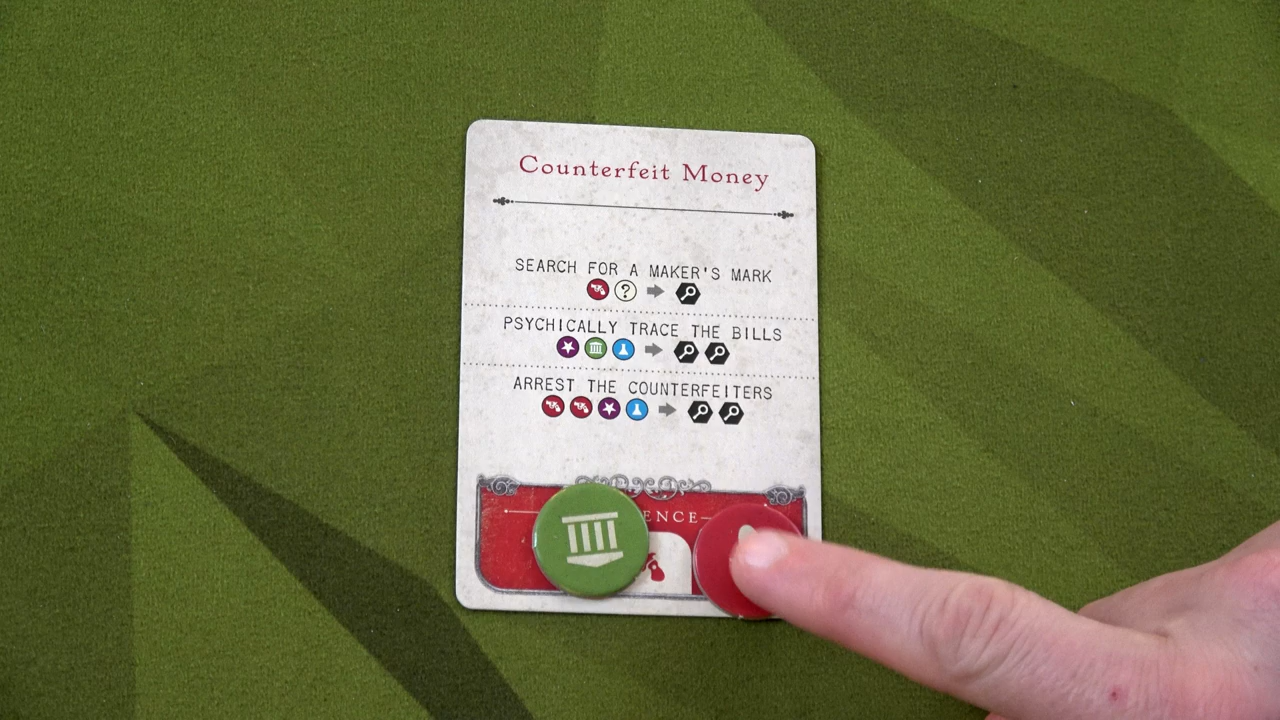 Counterfeit Money
SEARCH FOR A MAKER'S MARK
?
PSYCHICALLY TRACE THE BILLS
ARREST THE COUNTERFEITERS